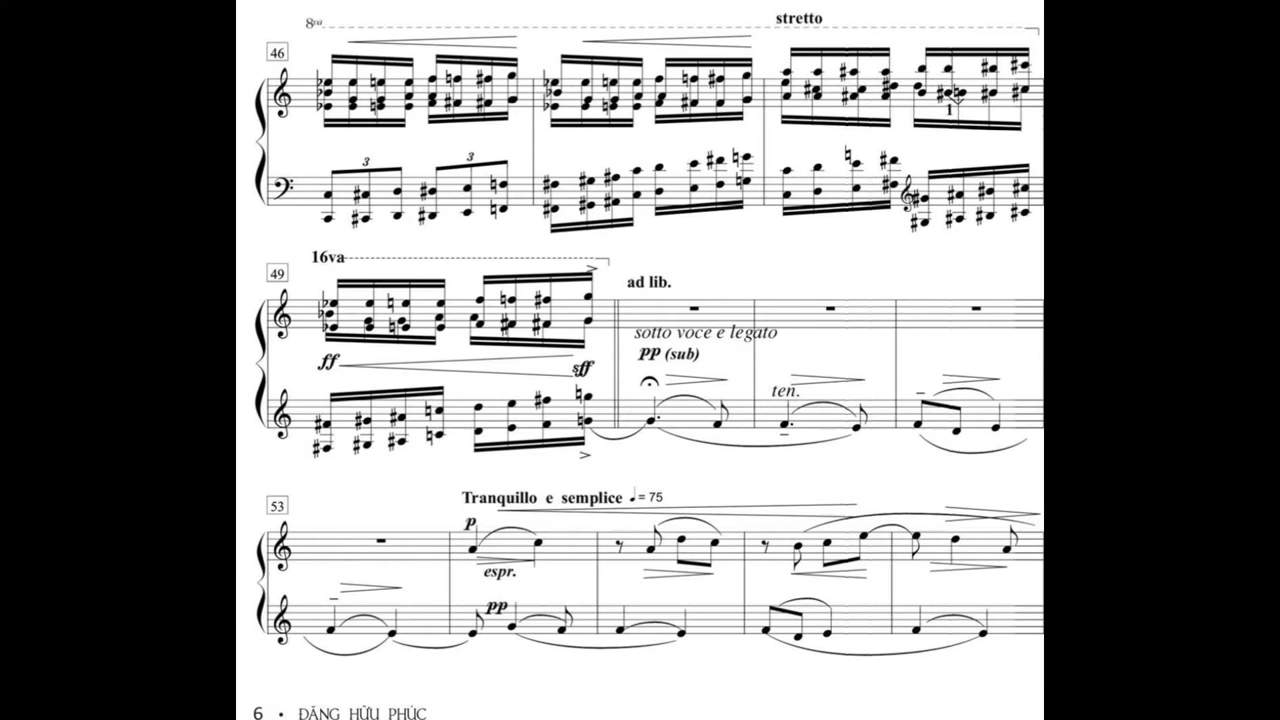 8va
stretto
46
3
3
1
16va
49
ad lib.
sotto voce e legato
pp (sub)
ff
sff
ten.
53
Tranquillo e semplice ♩ = 75
p
espr.
pp
6 • ĐẶNG HỮU PHÚC